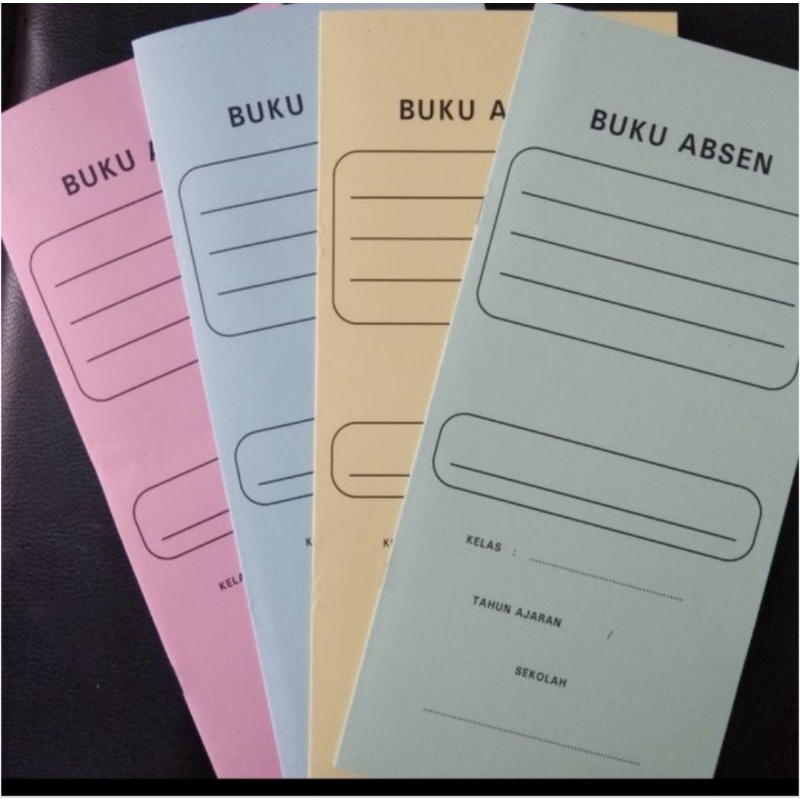 BUKU
BUKU
BUKU A
BUKU ABSEN
KELAS :
TAHUN AJARAN /
SEKOLAH